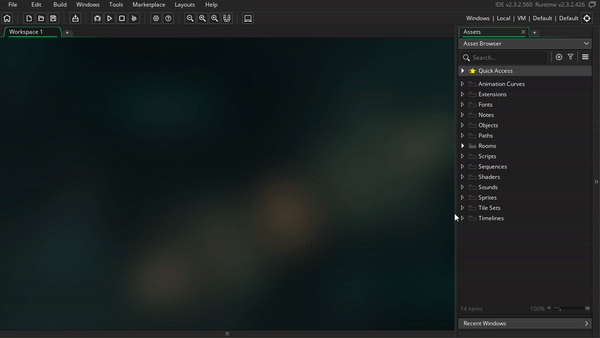 File Edit Build Windows Tools Marketplace Layouts Help
IDE v2.3.2.560 Runtime v2.3.2.426
Windows | Local | VM | Default | Default
Workspace 1
Assets
Asset Browser
Search...
Quick Access
Animation Curves
Extensions
Fonts
Notes
Objects
Paths
Rooms
Scripts
Sequences
Shaders
Sounds
Sprites
Tile Sets
Timelines
14 items 100%
Recent Windows